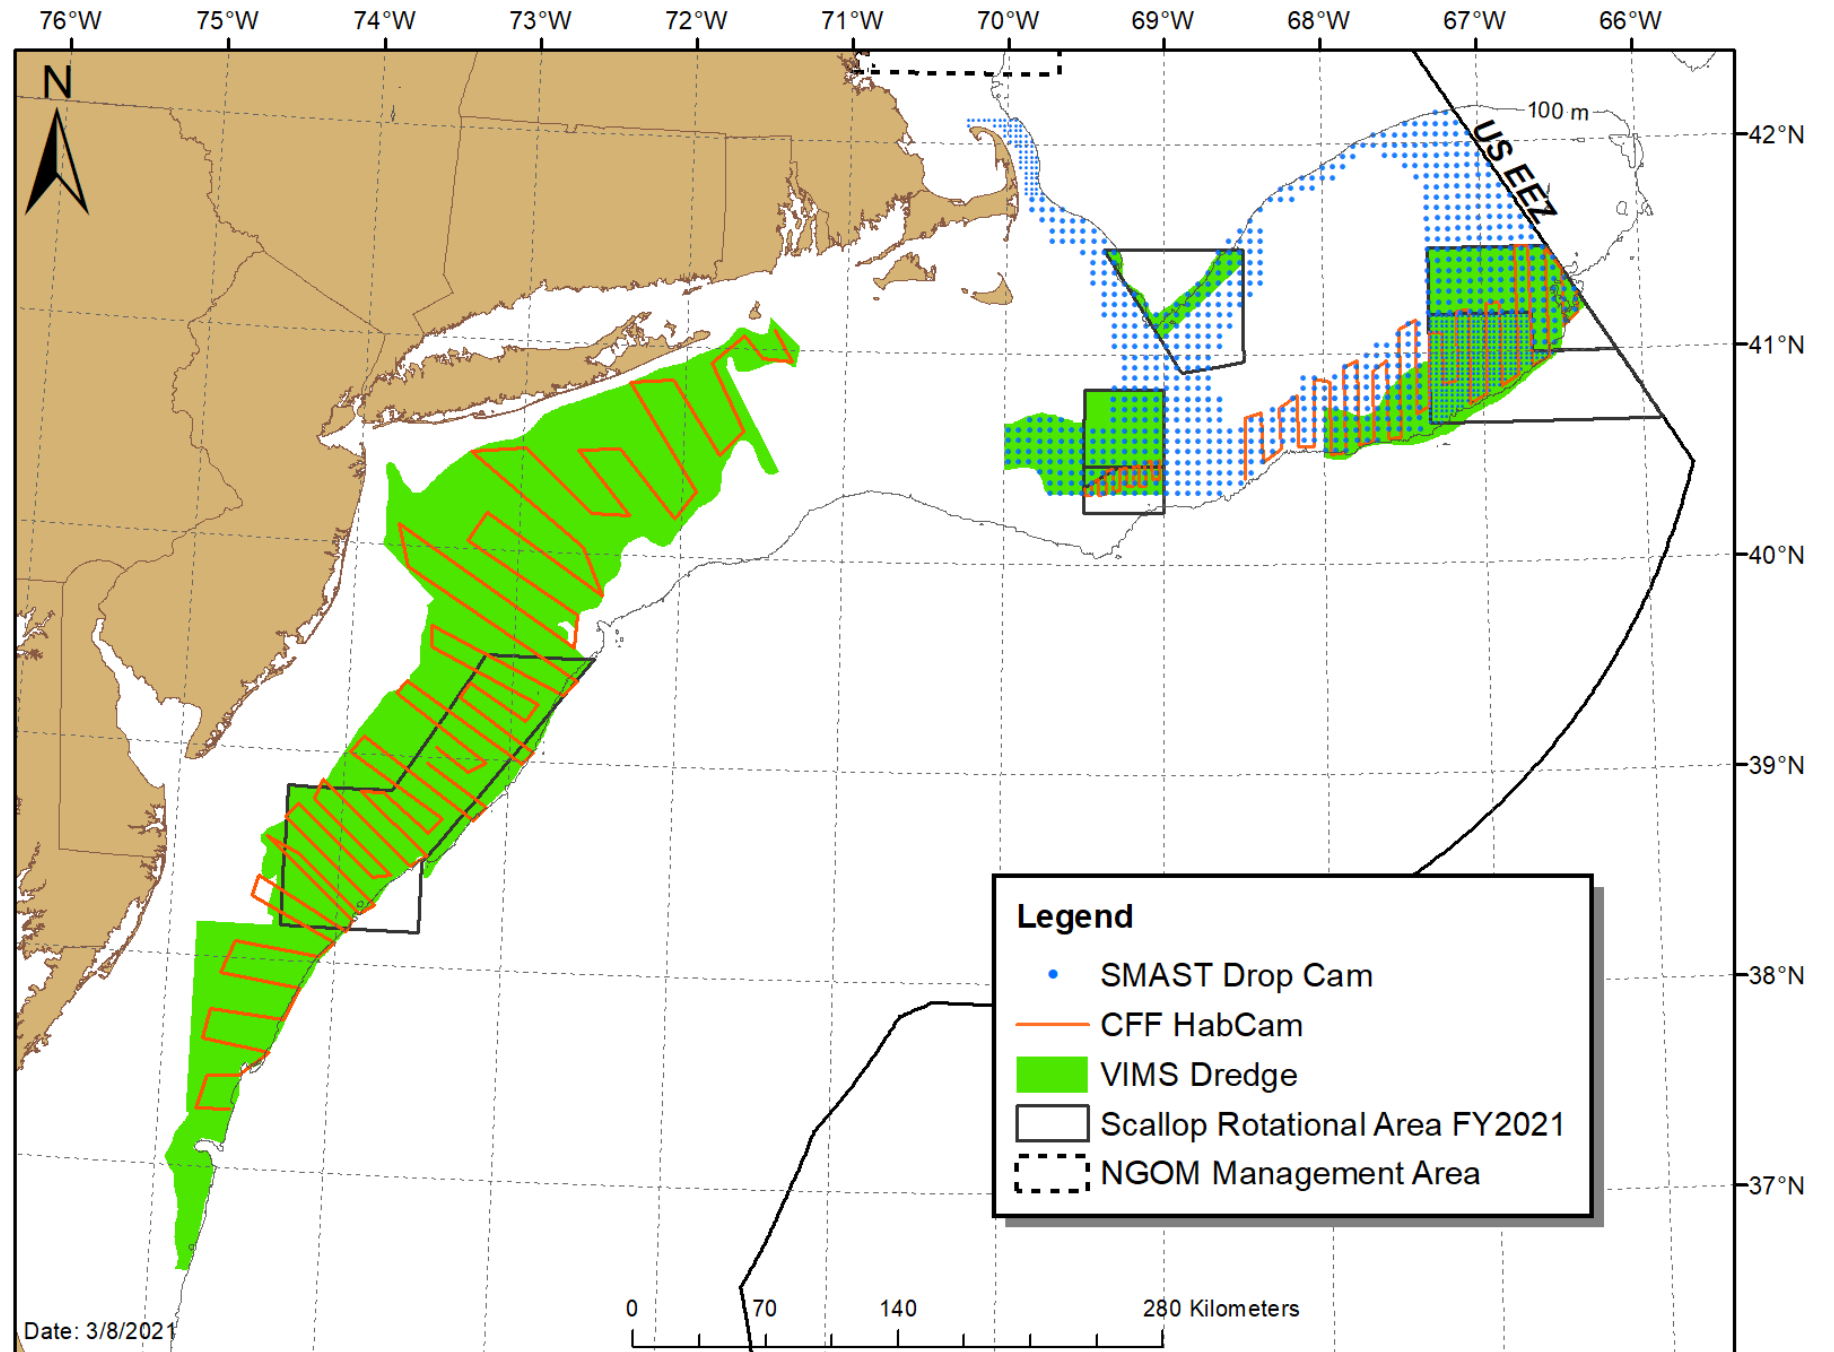 76°W 75°W 74°W 73°W 72°W 71°W 70°W 69°W 68°W 67°W 66°W
N
100 m
US EEZ
42°N
41°N
40°N
39°N
38°N
37°N
Legend
SMAST Drop Cam
CFF HabCam
VIMS Dredge
Scallop Rotational Area FY2021
NGOM Management Area
0 70 140 280 Kilometers
Date: 3/8/2021